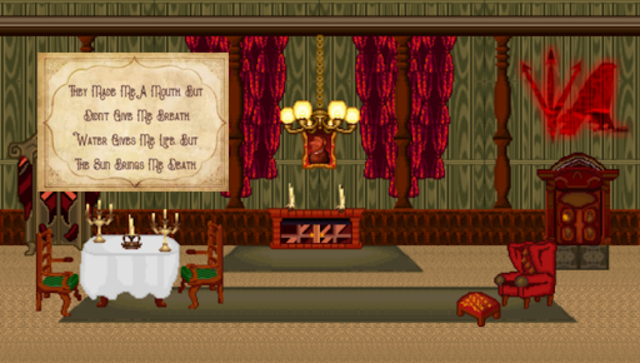 They Made Me A Mouth But
Didn't Give Me Breath
Water Gives Me Life, But
The Sun Brings Me Death